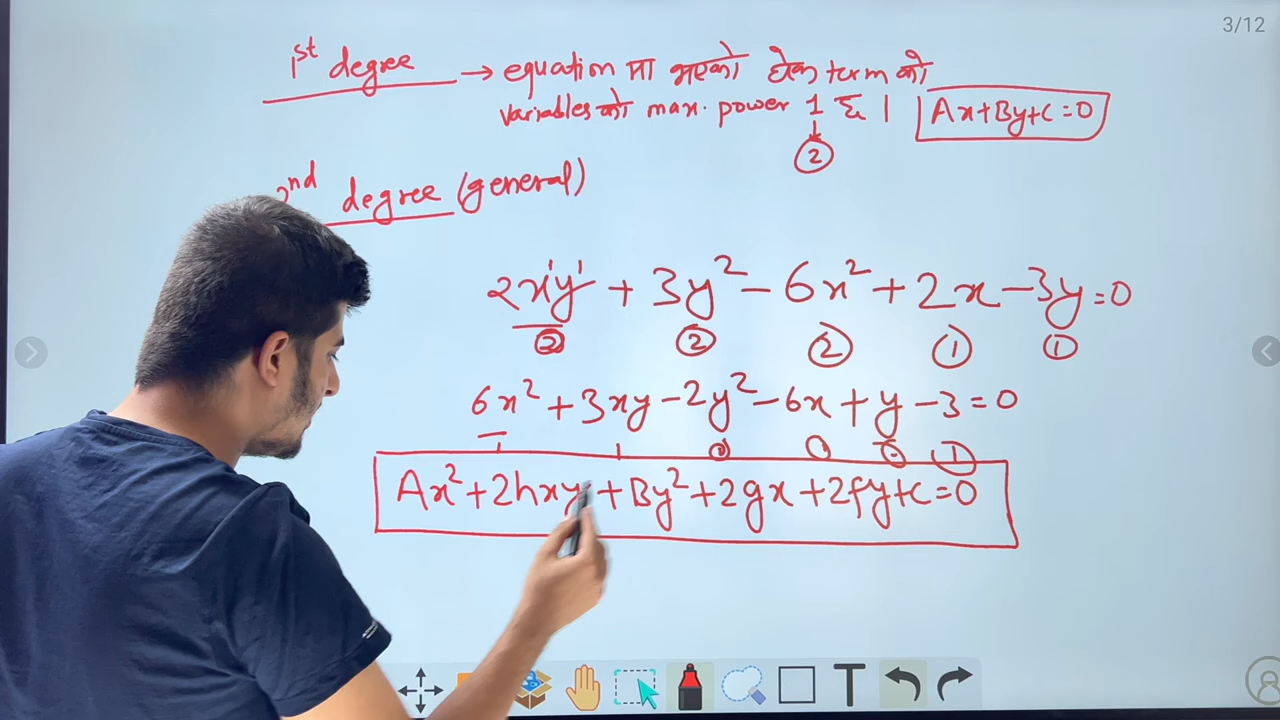 3/12
1st degree → equation मा भएको प्रत्येक term को
variables को max. power 1 छ । Ax+By+C=0
②
2nd degree (general)
2x¹y¹ + 3y² - 6x² + 2x - 3y = 0
② ② ② ① ①
6x² + 3xy - 2y² - 6x + y - 3 = 0
Ax² + 2hxy + By² + 2gx + 2fy + c = 0
T